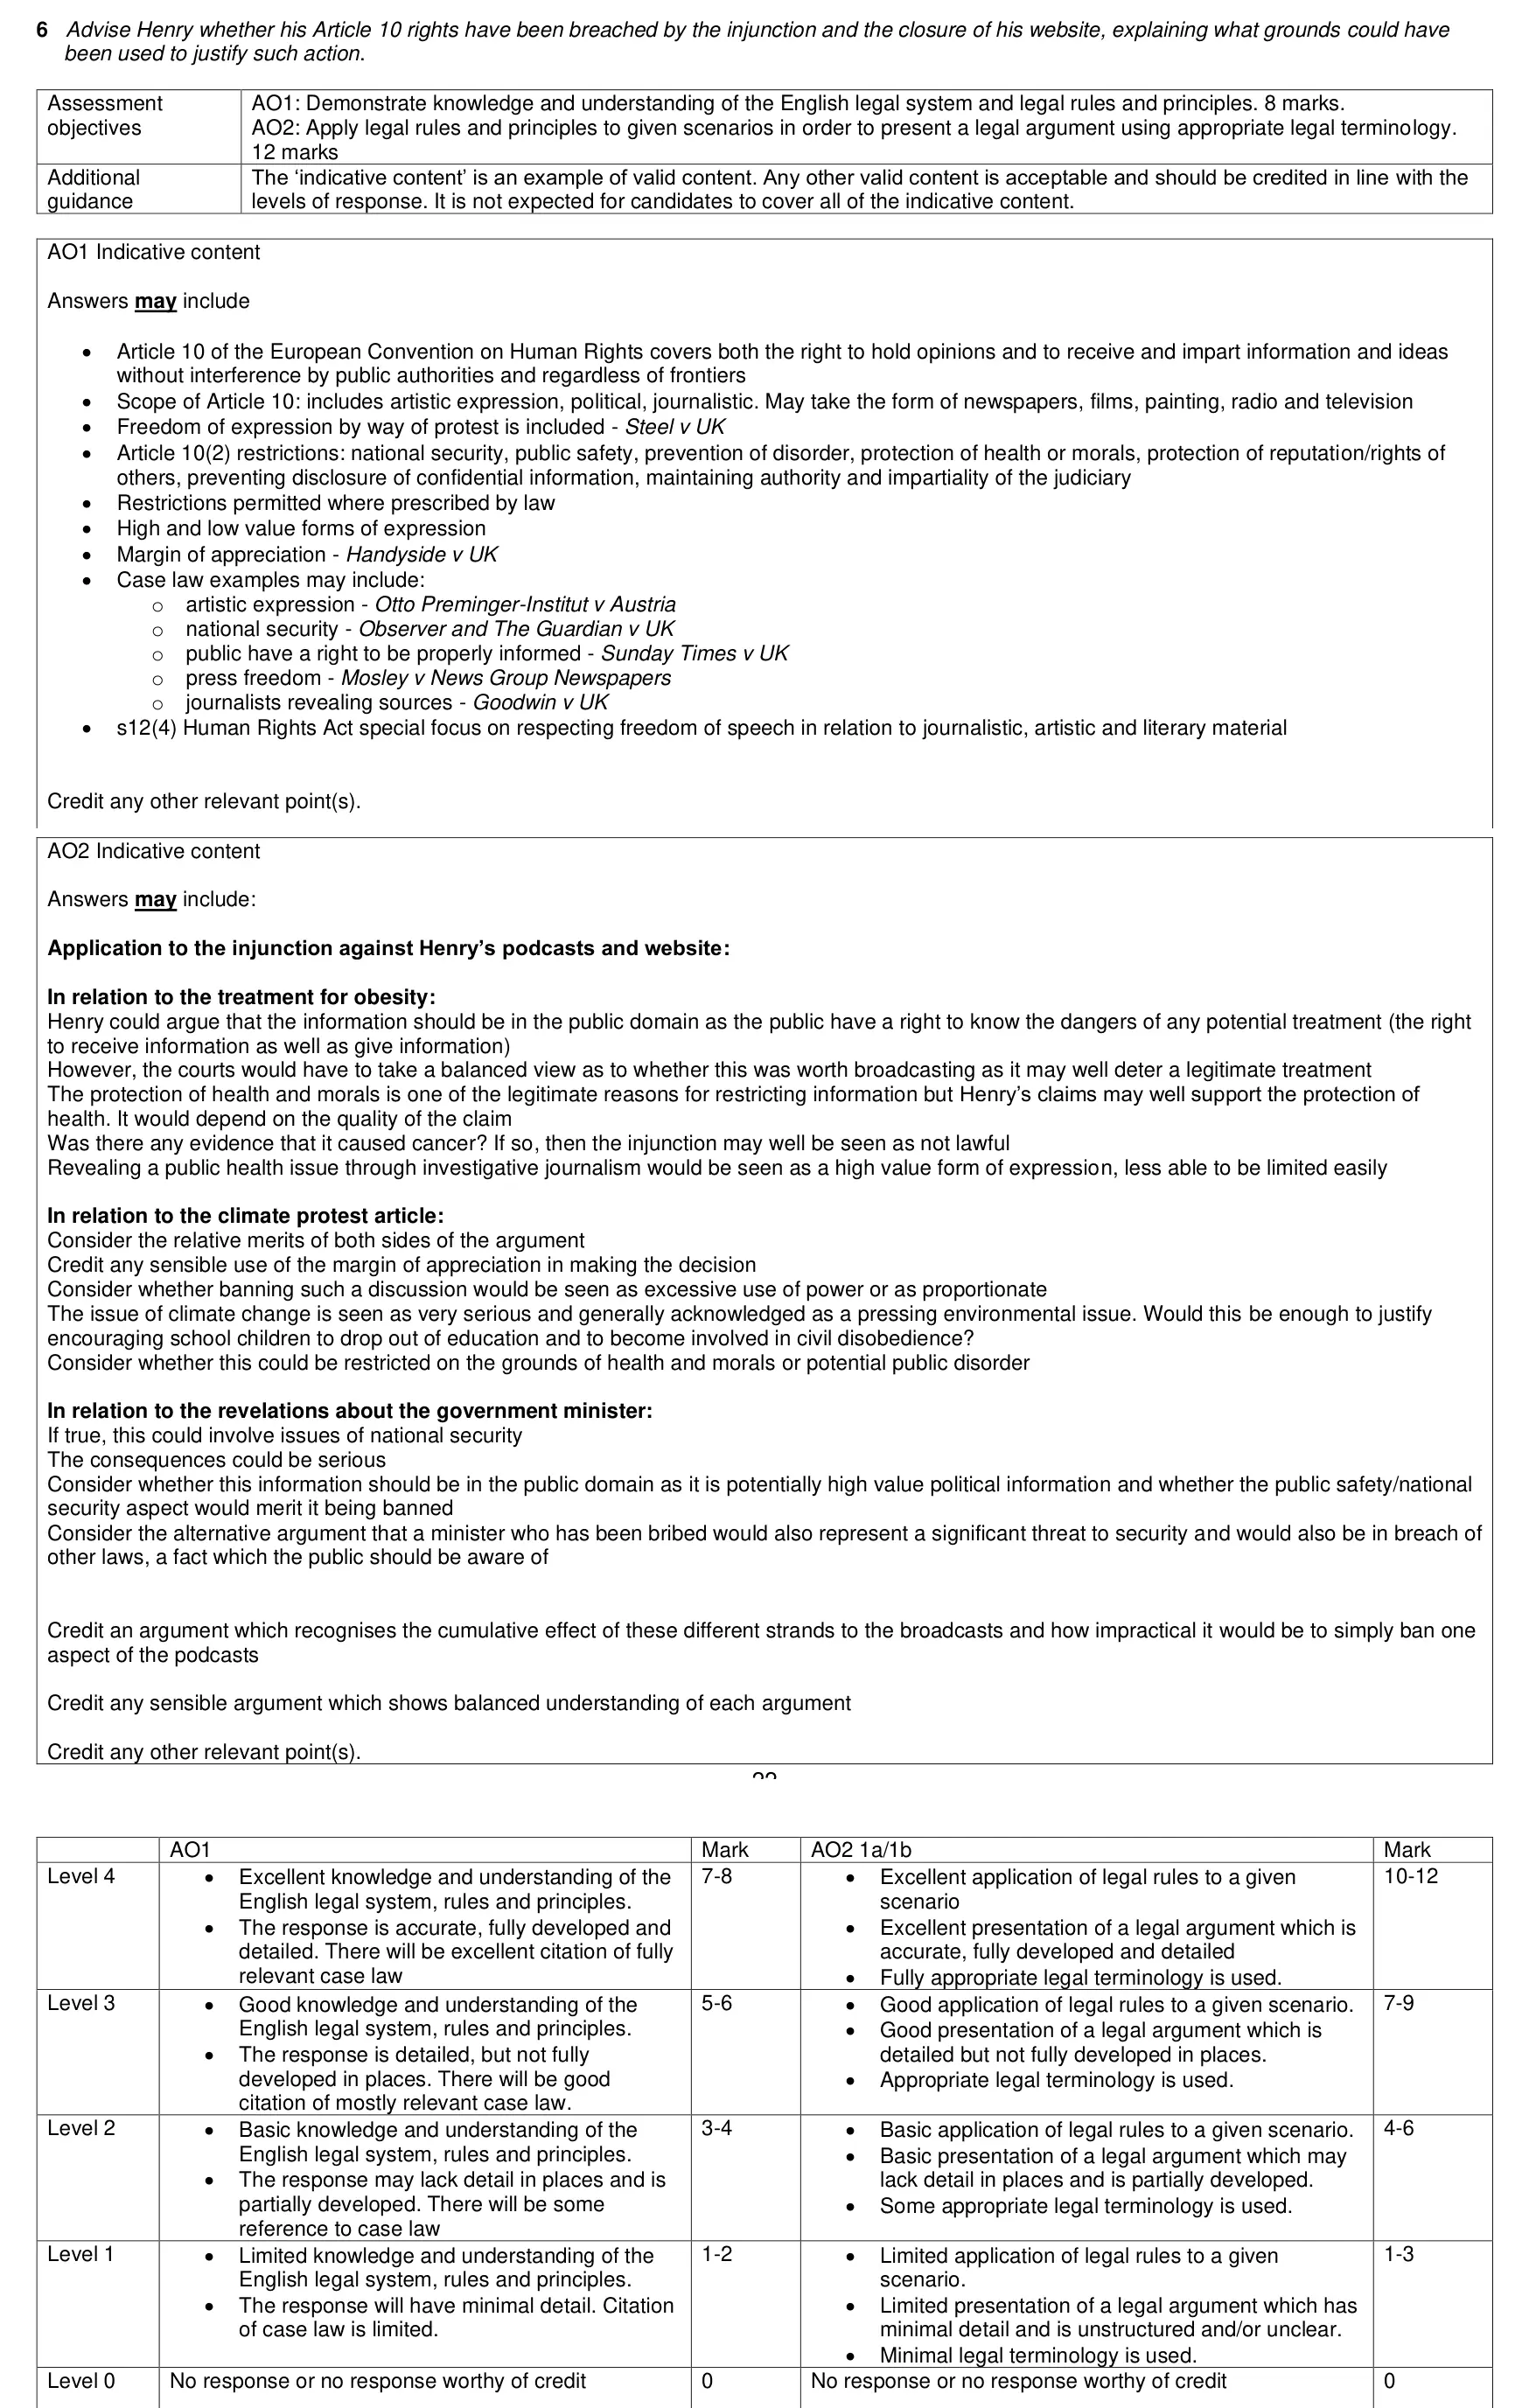 6 Advise Henry whether his Article 10 rights have been breached by the injunction and the closure of his website, explaining what grounds could have
been used to justify such action.
Assessment
objectives
AO1: Demonstrate knowledge and understanding of the English legal system and legal rules and principles. 8 marks.
AO2: Apply legal rules and principles to given scenarios in order to present a legal argument using appropriate legal terminology.
12 marks
Additional
guidance
The ‘indicative content’ is an example of valid content. Any other valid content is acceptable and should be credited in line with the
levels of response. It is not expected for candidates to cover all of the indicative content.
AO1 Indicative content
Answers may include
• Article 10 of the European Convention on Human Rights covers both the right to hold opinions and to receive and impart information and ideas
without interference by public authorities and regardless of frontiers
• Scope of Article 10: includes artistic expression, political, journalistic. May take the form of newspapers, films, painting, radio and television
• Freedom of expression by way of protest is included - Steel v UK
• Article 10(2) restrictions: national security, public safety, prevention of disorder, protection of health or morals, protection of reputation/rights of
others, preventing disclosure of confidential information, maintaining authority and impartiality of the judiciary
• Restrictions permitted where prescribed by law
• High and low value forms of expression
• Margin of appreciation - Handyside v UK
• Case law examples may include:
o artistic expression - Otto Preminger-Institut v Austria
o national security - Observer and The Guardian v UK
o public have a right to be properly informed - Sunday Times v UK
o press freedom - Mosley v News Group Newspapers
o journalists revealing sources - Goodwin v UK
• s12(4) Human Rights Act special focus on respecting freedom of speech in relation to journalistic, artistic and literary material
Credit any other relevant point(s).
AO2 Indicative content
Answers may include:
Application to the injunction against Henry’s podcasts and website:
In relation to the treatment for obesity:
Henry could argue that the information should be in the public domain as the public have a right to know the dangers of any potential treatment (the right
to receive information as well as give information)
However, the courts would have to take a balanced view as to whether this was worth broadcasting as it may well deter a legitimate treatment
The protection of health and morals is one of the legitimate reasons for restricting information but Henry’s claims may well support the protection of
health. It would depend on the quality of the claim
Was there any evidence that it caused cancer? If so, then the injunction may well be seen as not lawful
Revealing a public health issue through investigative journalism would be seen as a high value form of expression, less able to be limited easily
In relation to the climate protest article:
Consider the relative merits of both sides of the argument
Credit any sensible use of the margin of appreciation in making the decision
Consider whether banning such a discussion would be seen as excessive use of power or as proportionate
The issue of climate change is seen as very serious and generally acknowledged as a pressing environmental issue. Would this be enough to justify
encouraging school children to drop out of education and to become involved in civil disobedience?
Consider whether this could be restricted on the grounds of health and morals or potential public disorder
In relation to the revelations about the government minister:
If true, this could involve issues of national security
The consequences could be serious
Consider whether this information should be in the public domain as it is potentially high value political information and whether the public safety/national
security aspect would merit it being banned
Consider the alternative argument that a minister who has been bribed would also represent a significant threat to security and would also be in breach of
other laws, a fact which the public should be aware of
Credit an argument which recognises the cumulative effect of these different strands to the broadcasts and how impractical it would be to simply ban one
aspect of the podcasts
Credit any sensible argument which shows balanced understanding of each argument
Credit any other relevant point(s).
AO1 Mark AO2 1a/1b Mark
Level 4
• Excellent knowledge and understanding of the
English legal system, rules and principles.
• The response is accurate, fully developed and
detailed. There will be excellent citation of fully
relevant case law
7-8
• Excellent application of legal rules to a given
scenario
• Excellent presentation of a legal argument which is
accurate, fully developed and detailed
• Fully appropriate legal terminology is used.
10-12
Level 3
• Good knowledge and understanding of the
English legal system, rules and principles.
• The response is detailed, but not fully
developed in places. There will be good
citation of mostly relevant case law.
5-6
• Good application of legal rules to a given scenario.
• Good presentation of a legal argument which is
detailed but not fully developed in places.
• Appropriate legal terminology is used.
7-9
Level 2
• Basic knowledge and understanding of the
English legal system, rules and principles.
• The response may lack detail in places and is
partially developed. There will be some
reference to case law
3-4
• Basic application of legal rules to a given scenario.
• Basic presentation of a legal argument which may
lack detail in places and is partially developed.
• Some appropriate legal terminology is used.
4-6
Level 1
• Limited knowledge and understanding of the
English legal system, rules and principles.
• The response will have minimal detail. Citation
of case law is limited.
1-2
• Limited application of legal rules to a given
scenario.
• Limited presentation of a legal argument which has
minimal detail and is unstructured and/or unclear.
• Minimal legal terminology is used.
1-3
Level 0
No response or no response worthy of credit
0
No response or no response worthy of credit
0